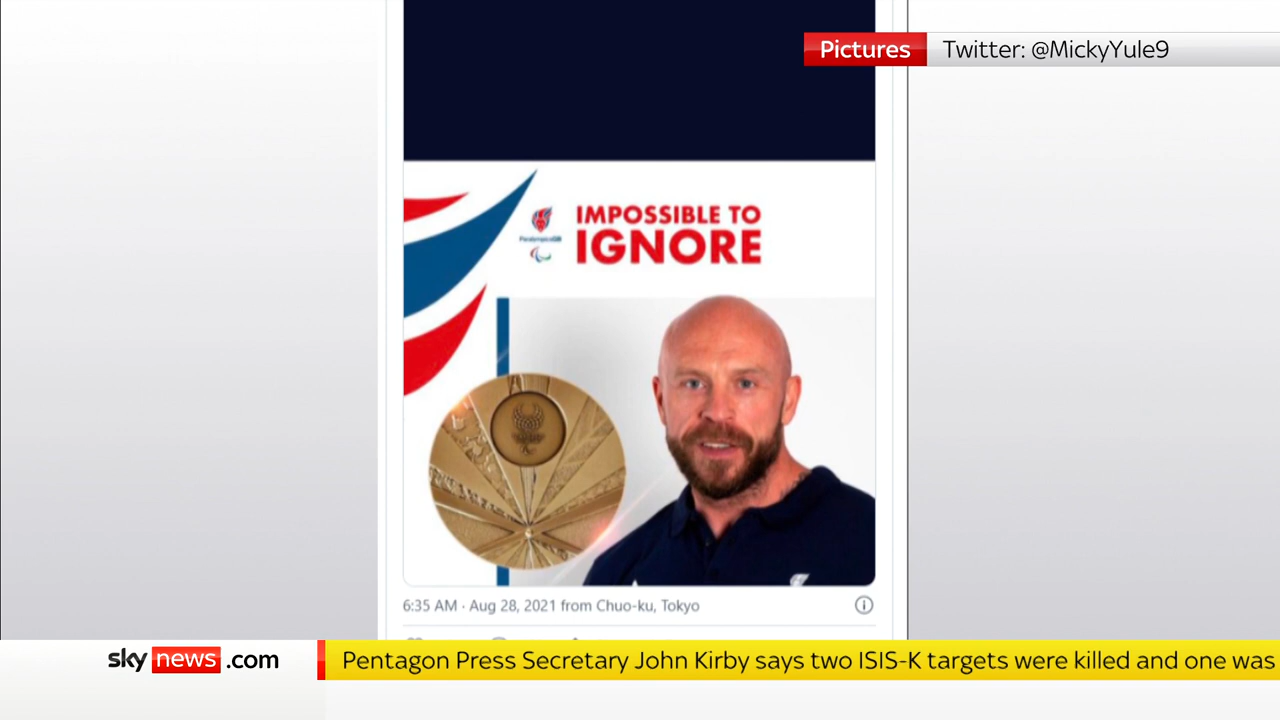 Pictures Twitter: @MickyYule9
IMPOSSIBLE TO
IGNORE
ParalympicsGB
6:35 AM · Aug 28, 2021 from Chuo-ku, Tokyo
sky news .com
Pentagon Press Secretary John Kirby says two ISIS-K targets were killed and one was